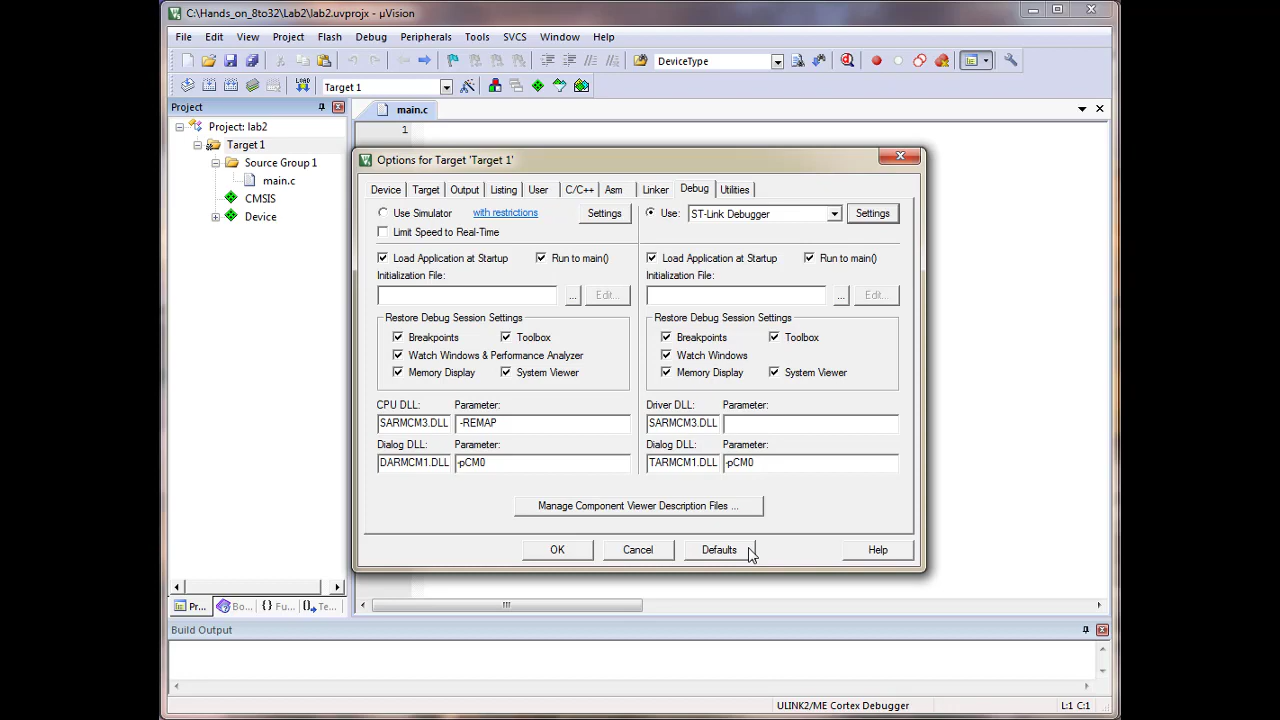 C:\Hands_on_8to32\Lab2\lab2.uvprojx - µVision
File Edit View Project Flash Debug Peripherals Tools SVCS Window Help
DeviceType
LOAD Target 1
Project
main.c
Project: lab2
Target 1
Source Group 1
main.c
CMSIS
Device
1
Options for Target 'Target 1'
Device Target Output Listing User C/C++ Asm Linker Debug Utilities
Use Simulator with restrictions Settings
Use: ST-Link Debugger Settings
Limit Speed to Real-Time
Load Application at Startup Run to main()
Load Application at Startup Run to main()
Initialization File:
Initialization File:
... Edit...
... Edit...
Restore Debug Session Settings
Breakpoints Toolbox
Watch Windows & Performance Analyzer
Memory Display System Viewer
Restore Debug Session Settings
Breakpoints Toolbox
Watch Windows
Memory Display System Viewer
CPU DLL: Parameter:
SARMCM3.DLL -REMAP
Dialog DLL: Parameter:
DARMCM1.DLL -pCM0
Driver DLL: Parameter:
SARMCM3.DLL
Dialog DLL: Parameter:
TARMCM1.DLL -pCM0
Manage Component Viewer Description Files ...
OK Cancel Defaults Help
Pr... Bo... {} Fu... Te...
Build Output
ULINK2/ME Cortex Debugger L:1 C:1